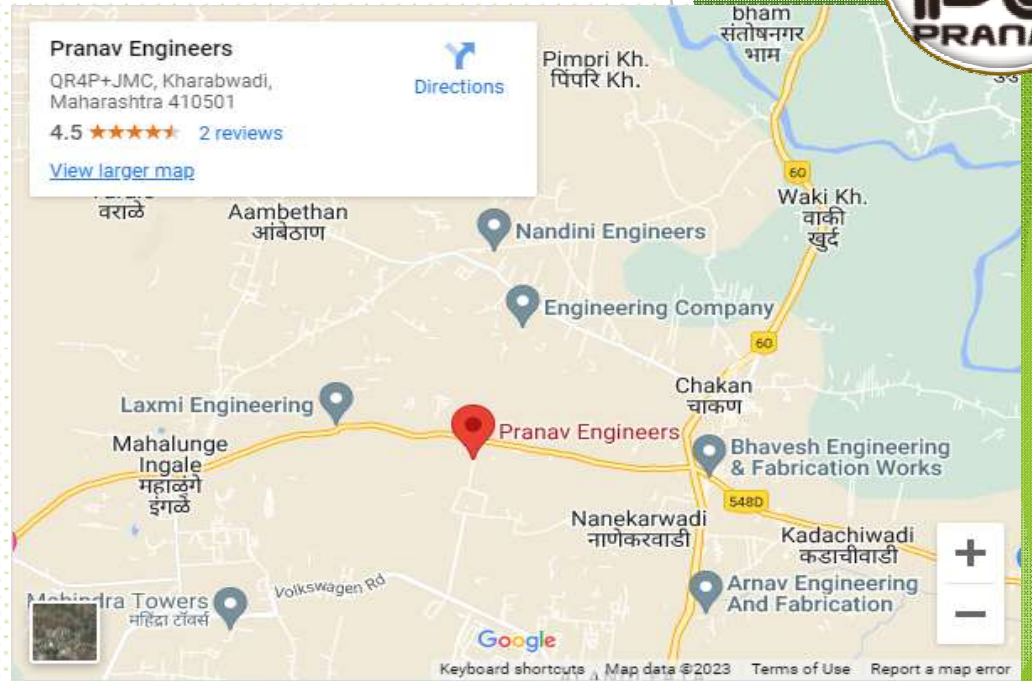 Pranav Engineers
QR4P+JMC, Kharabwadi,
Maharashtra 410501
4.5
2 reviews
View larger map
Directions
bham
संतोषनगर
भाम
Pimpri Kh.
पिंपरि Kh.
60
Waki Kh.
वाकी
खुर्द
वराळे
Aambethan
आंबेठाण
Nandini Engineers
Engineering Company
60
Chakan
चाकण
Laxmi Engineering
Pranav Engineers
Mahalunge
Ingale
महाळुंगे
इंगळे
Bhavesh Engineering
& Fabrication Works
548D
Nanekarwadi
नाणेकरवाडी
Kadachiwadi
कडाचीवाडी
+
Volkswagen Rd
Arnav Engineering
And Fabrication
−
Mahindra Towers
महिंद्रा टॉवर्स
Google
Keyboard shortcuts Map data ©2023 Terms of Use Report a map error